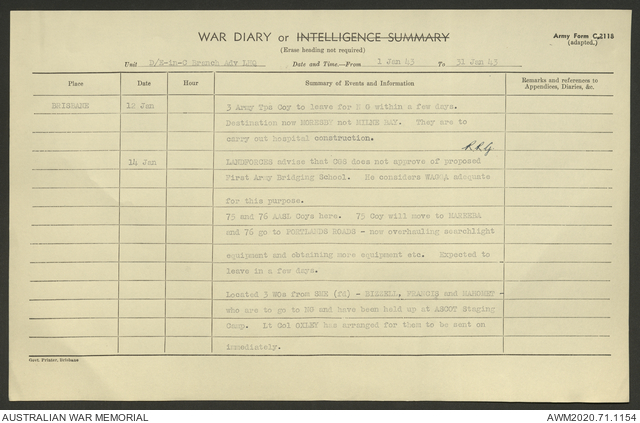 WAR DIARY or INTELLIGENCE SUMMARY
(Erase heading not required)
Army Form C.2118
(adapted.)
Unit D/E-in-C Branch Adv LHQ Date and Time.—From 1 Jan 43 To 31 Jan 43
Place Date Hour Summary of Events and Information Remarks and references to
Appendices, Diaries, &c.
BRISBANE 12 Jan 3 Army Tps Coy to leave for N G within a few days.
Destination now MORESBY not MILNE BAY. They are to
carry out hospital construction.
14 Jan LANDFORCES advise that CGS does not approve of proposed
First Army Bridging School. He considers WAGGA adequate
for this purpose.
75 and 76 AASL Coys here. 75 Coy will move to MAREEBA
and 76 go to PORTLANDS ROADS - now overhauling searchlight
equipment and obtaining more equipment etc. Expected to
leave in a few days.
Located 3 WOs from SME - FRANCIS and
who are to go to NG and have been held up at ASCOT Staging
Camp. Lt Col OXLEY has arranged for them to be sent on
immediately.
Govt. Printer, Brisbane
AUSTRALIAN WAR MEMORIAL
AWM2020.71.1154